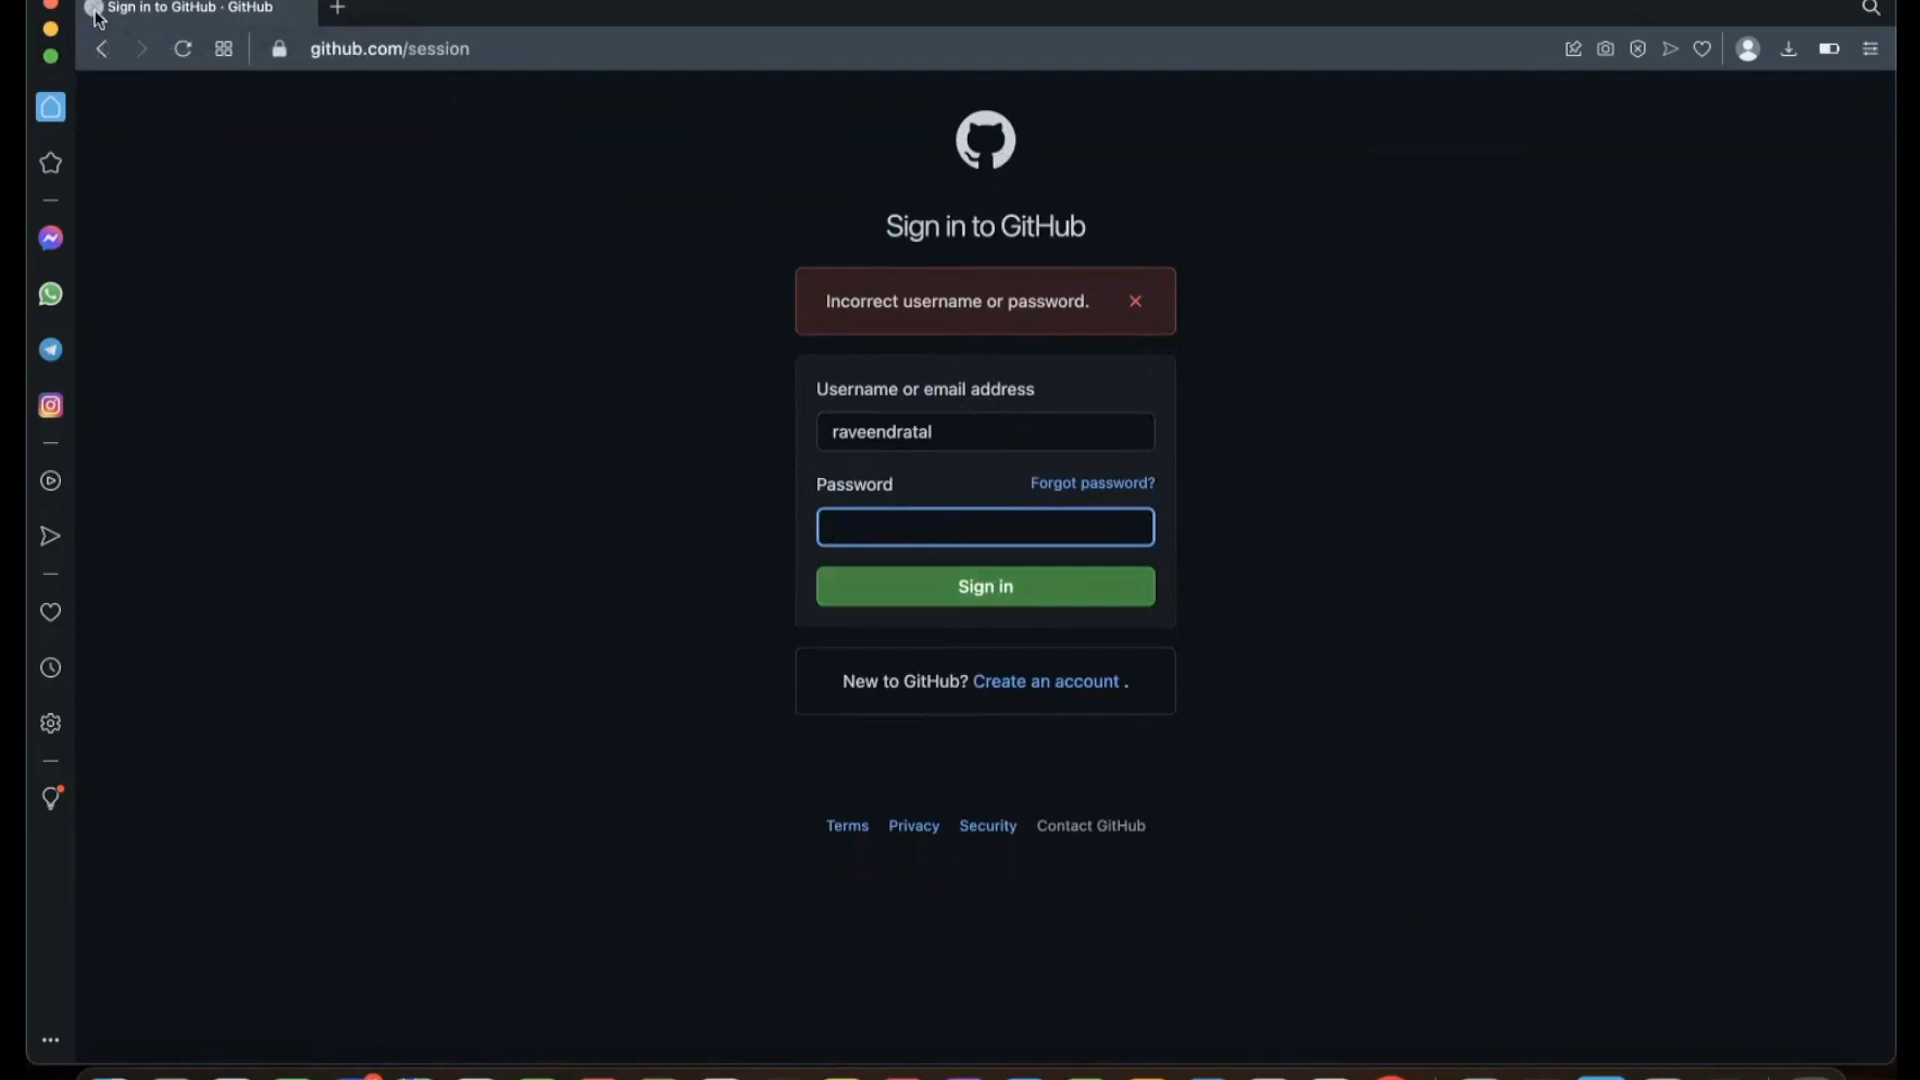 Sign in to GitHub · GitHub
github.com/session
Sign in to GitHub
Incorrect username or password.
Username or email address
raveendratal
Password
Forgot password?
Sign in
New to GitHub? Create an account .
Terms Privacy Security Contact GitHub